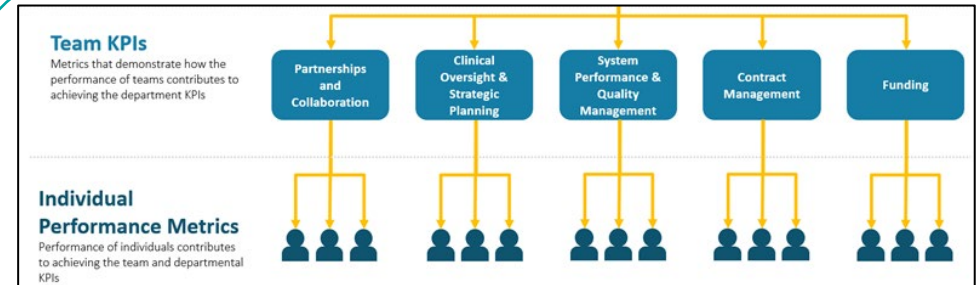 Team KPIs
Metrics that demonstrate how the
performance of teams contributes to
achieving the department KPIs
Partnerships
and
Collaboration
Clinical
Oversight &
Strategic
Planning
System
Performance &
Quality
Management
Contract
Management
Funding
Individual
Performance Metrics
Performance of individuals contributes
to achieving the team and departmental
KPIs